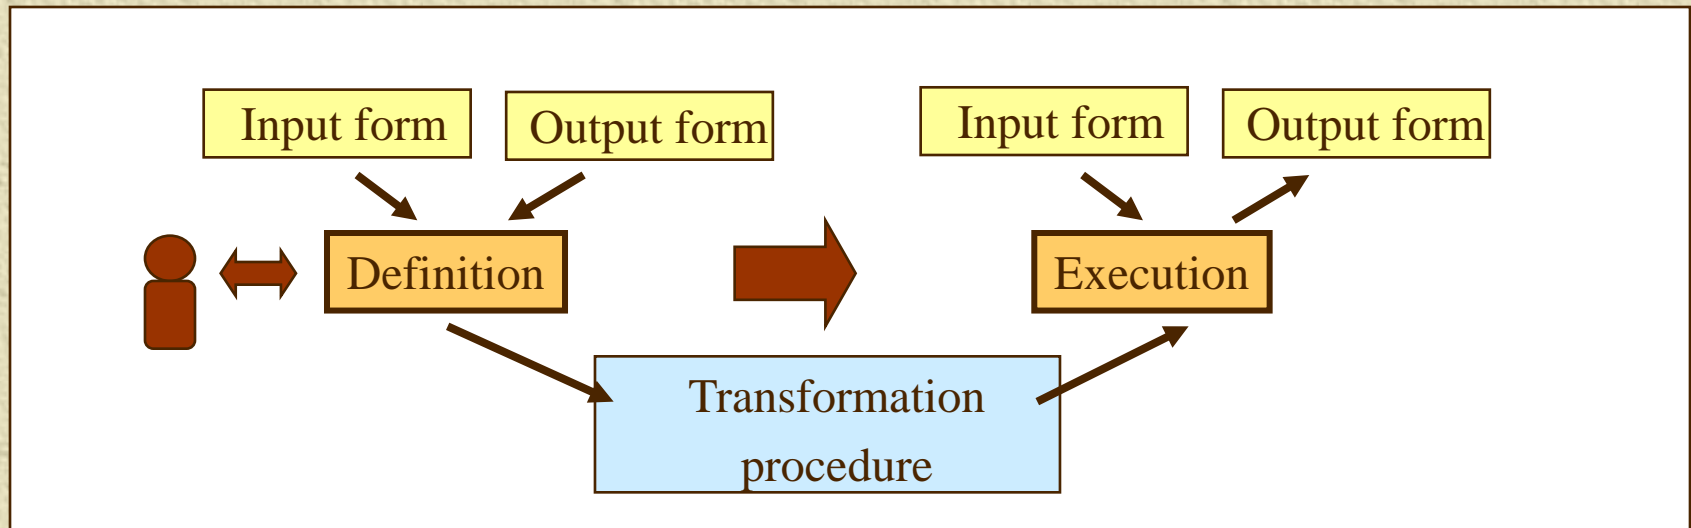 Input form
Output form
Input form
Output form
Definition
Execution
Transformation
procedure